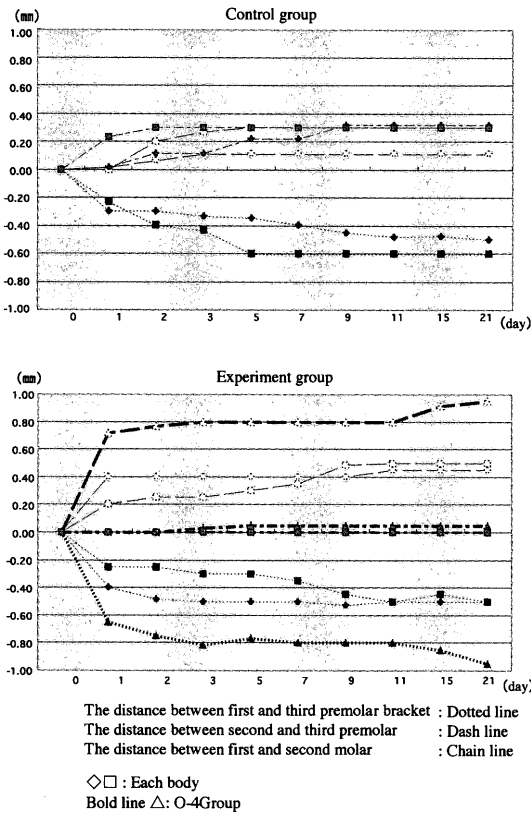 (mm) Control group
1.00
0.80
0.60
0.40
0.20
0.00
-0.20
-0.40
-0.60
-0.80
-1.00
0 1 2 3 5 7 9 11 15 21 (day)
(mm) Experiment group
1.00
0.80
0.60
0.40
0.20
0.00
-0.20
-0.40
-0.60
-0.80
-1.00
0 1 2 3 5 7 9 11 15 21 (day)
The distance between first and third premolar bracket : Dotted line
The distance between second and third premolar : Dash line
The distance between first and second molar : Chain line
◇□ : Each body
Bold line △: O-4Group